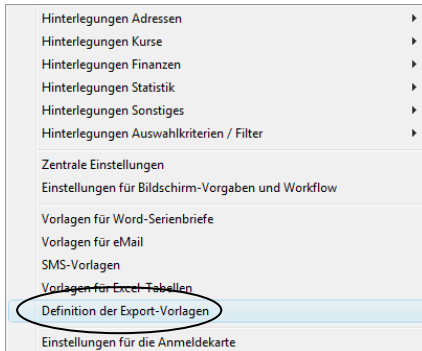 Hinterlegungen Adressen
Hinterlegungen Kurse
Hinterlegungen Finanzen
Hinterlegungen Statistik
Hinterlegungen Sonstiges
Hinterlegungen Auswahlkriterien / Filter
Zentrale Einstellungen
Einstellungen für Bildschirm-Vorgaben und Workflow
Vorlagen für Word-Serienbriefe
Vorlagen für eMail
SMS-Vorlagen
Vorlagen für Excel-Tabellen
Definition der Export-Vorlagen
Einstellungen für die Anmeldekarte